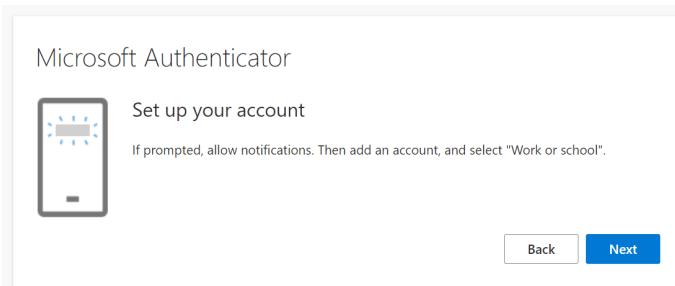 Microsoft Authenticator
Set up your account
If prompted, allow notifications. Then add an account, and select "Work or school".
Back
Next